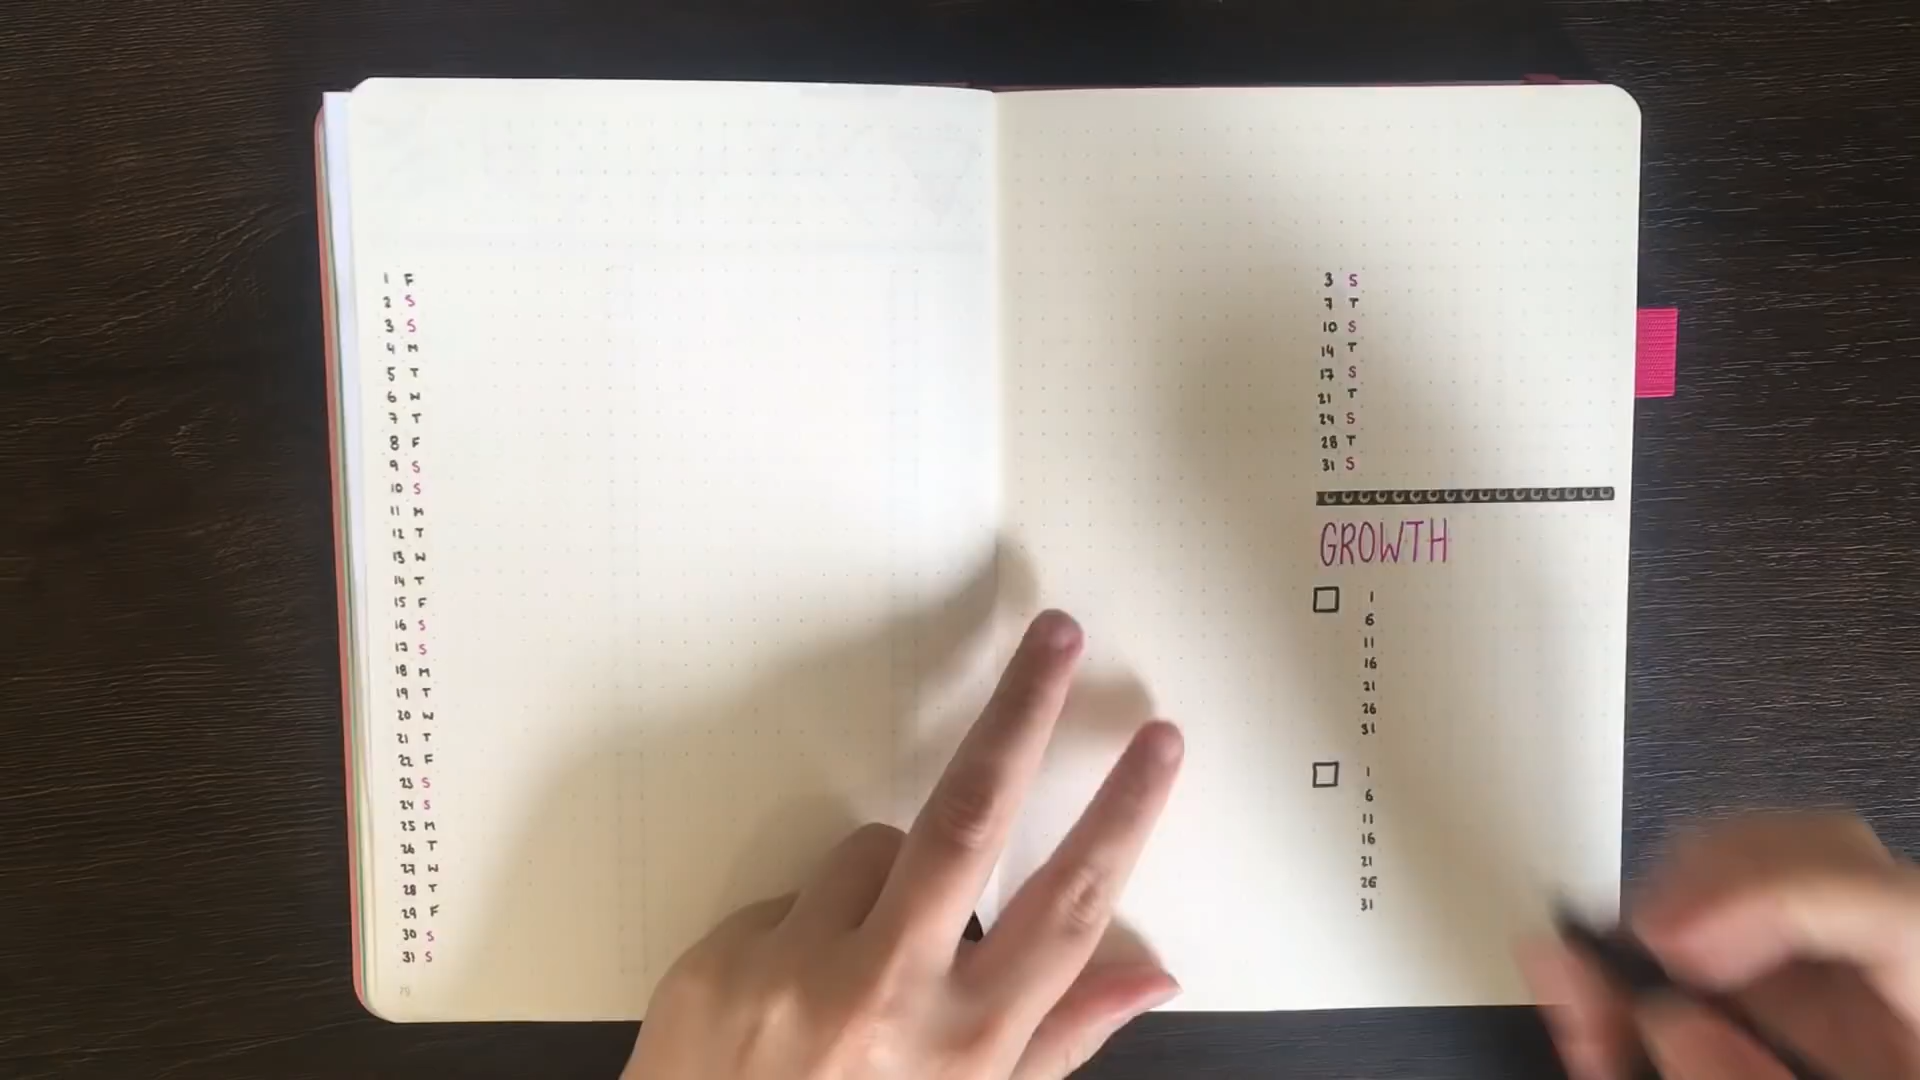 1 F
2 S
3 S
4 M
5 T
6 W
7 T
8 F
9 S
10 S
11 M
12 T
13 W
14 T
15 F
16 S
17 S
18 M
19 T
20 W
21 T
22 F
23 S
24 S
25 M
26 T
27 W
28 T
29 F
30 S
31 S
79
3 S
7 T
10 S
14 T
17 S
21 T
24 S
28 T
31 S
GROWTH
1
6
11
16
21
26
31
1
6
11
16
21
26
31